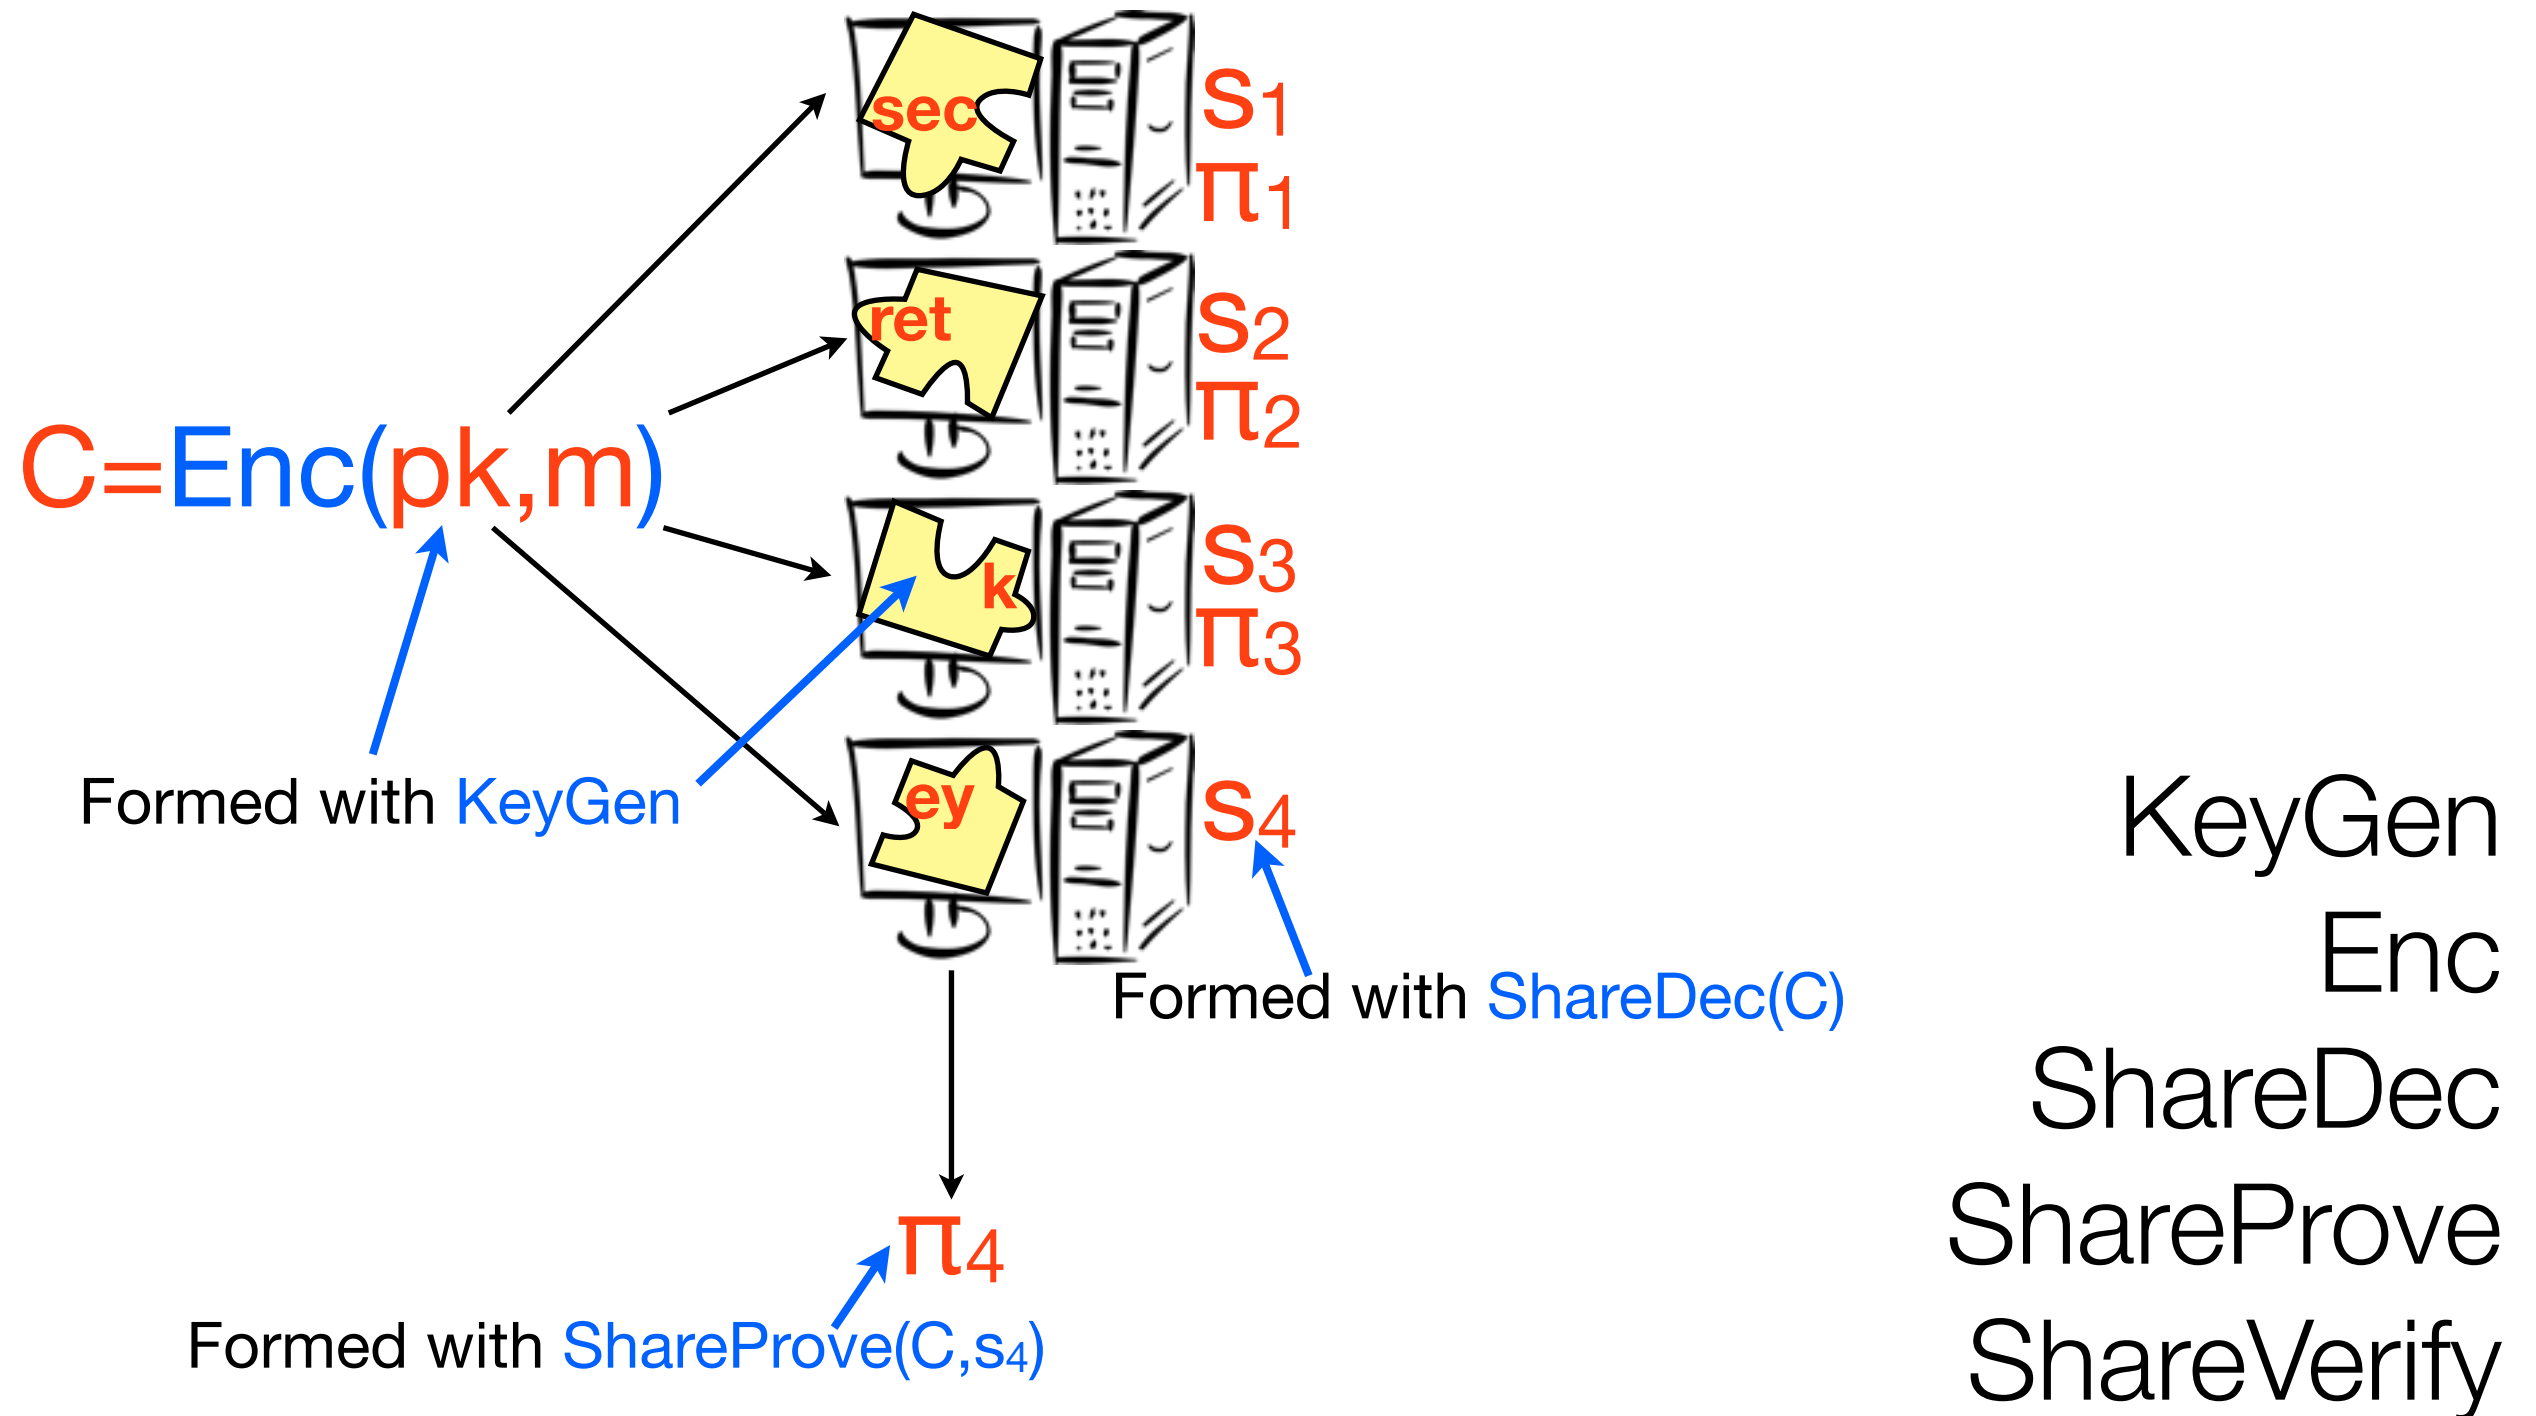 sec
s1
π1
ret
s2
π2
C=Enc(pk,m)
k
s3
π3
Formed with KeyGen
ey
s4
Formed with ShareDec(C)
π4
Formed with ShareProve(C,s4)
KeyGen
Enc
ShareDec
ShareProve
ShareVerify